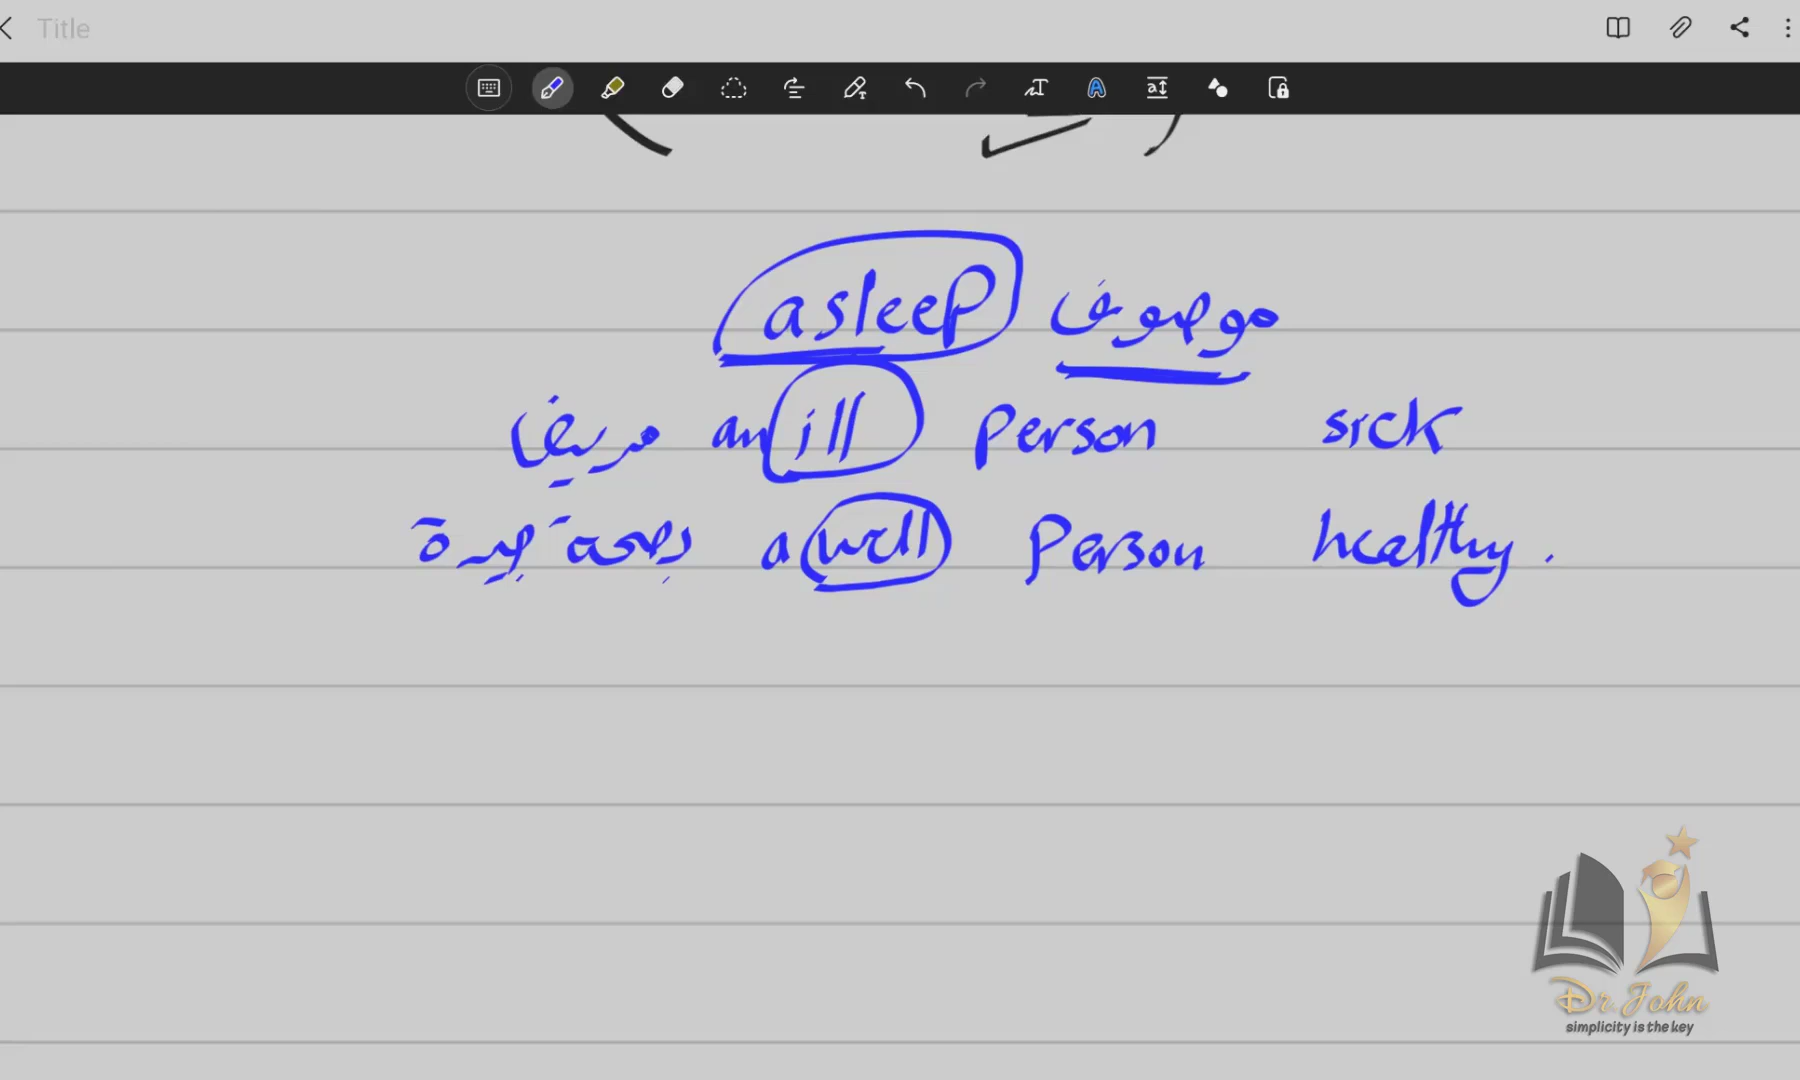 Title
asleep موصوف
مريض an ill person sick
بصحة جيدة a well person healthy.
Dr. John
simplicity is the key